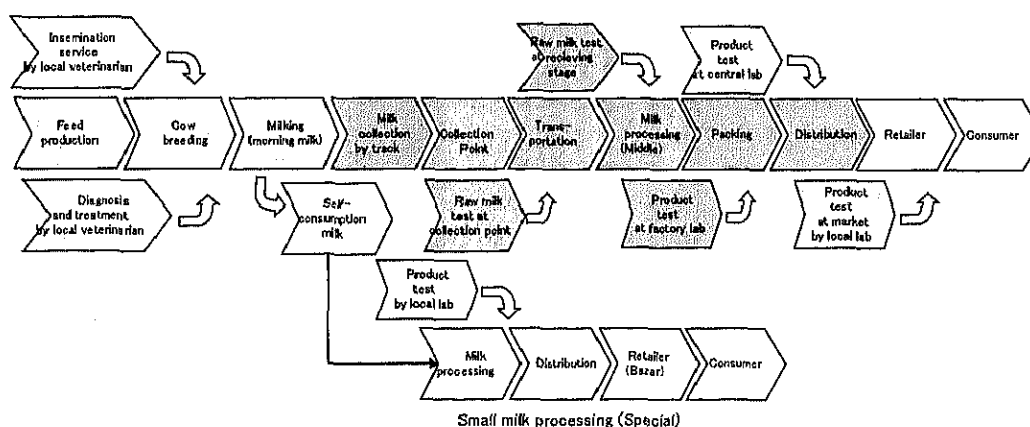 Insemination
service
by local veterinarian
Raw milk test
at recieving
stage
Product
test
at central lab
Feed
production
Cow
breeding
Milking
(morning milk)
Milk
collection
by track
Collection
Point
Trans-
portation
Milk
processing
(Middle)
Packing
Distribution
Retailer
Consumer
Diagnosis
and treatment
by local veterinarian
Self-
consumption
milk
Raw milk
test at
collection point
Product
test
at factory lab
Product
test
at market
by local lab
Product
test
by local lab
Milk
processing
Distribution
Retailer
(Bazar)
Consumer
Small milk processing (Special)